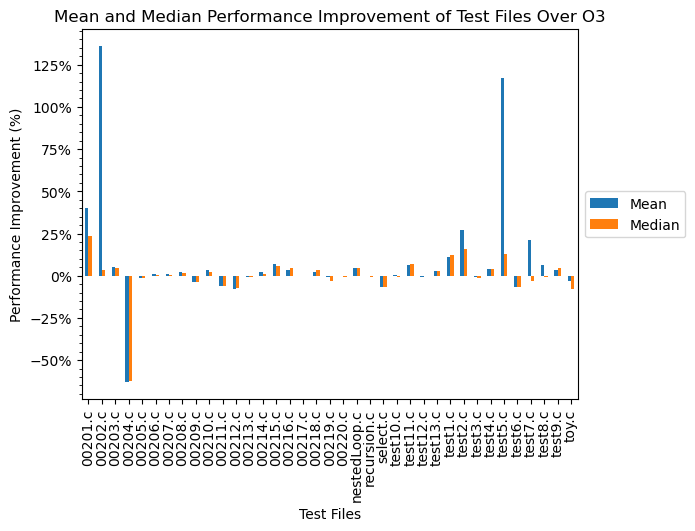 Mean and Median Performance Improvement of Test Files Over O3
Performance Improvement (%)
125%
100%
75%
50%
25%
0%
−25%
−50%
Mean
Median
00201.c
00202.c
00203.c
00204.c
00205.c
00206.c
00207.c
00208.c
00209.c
00210.c
00211.c
00212.c
00213.c
00214.c
00215.c
00216.c
00217.c
00218.c
00219.c
00220.c
nestedLoop.c
recursion.c
select.c
test10.c
test11.c
test12.c
test13.c
test1.c
test2.c
test3.c
test4.c
test5.c
test6.c
test7.c
test8.c
test9.c
toy.c
Test Files